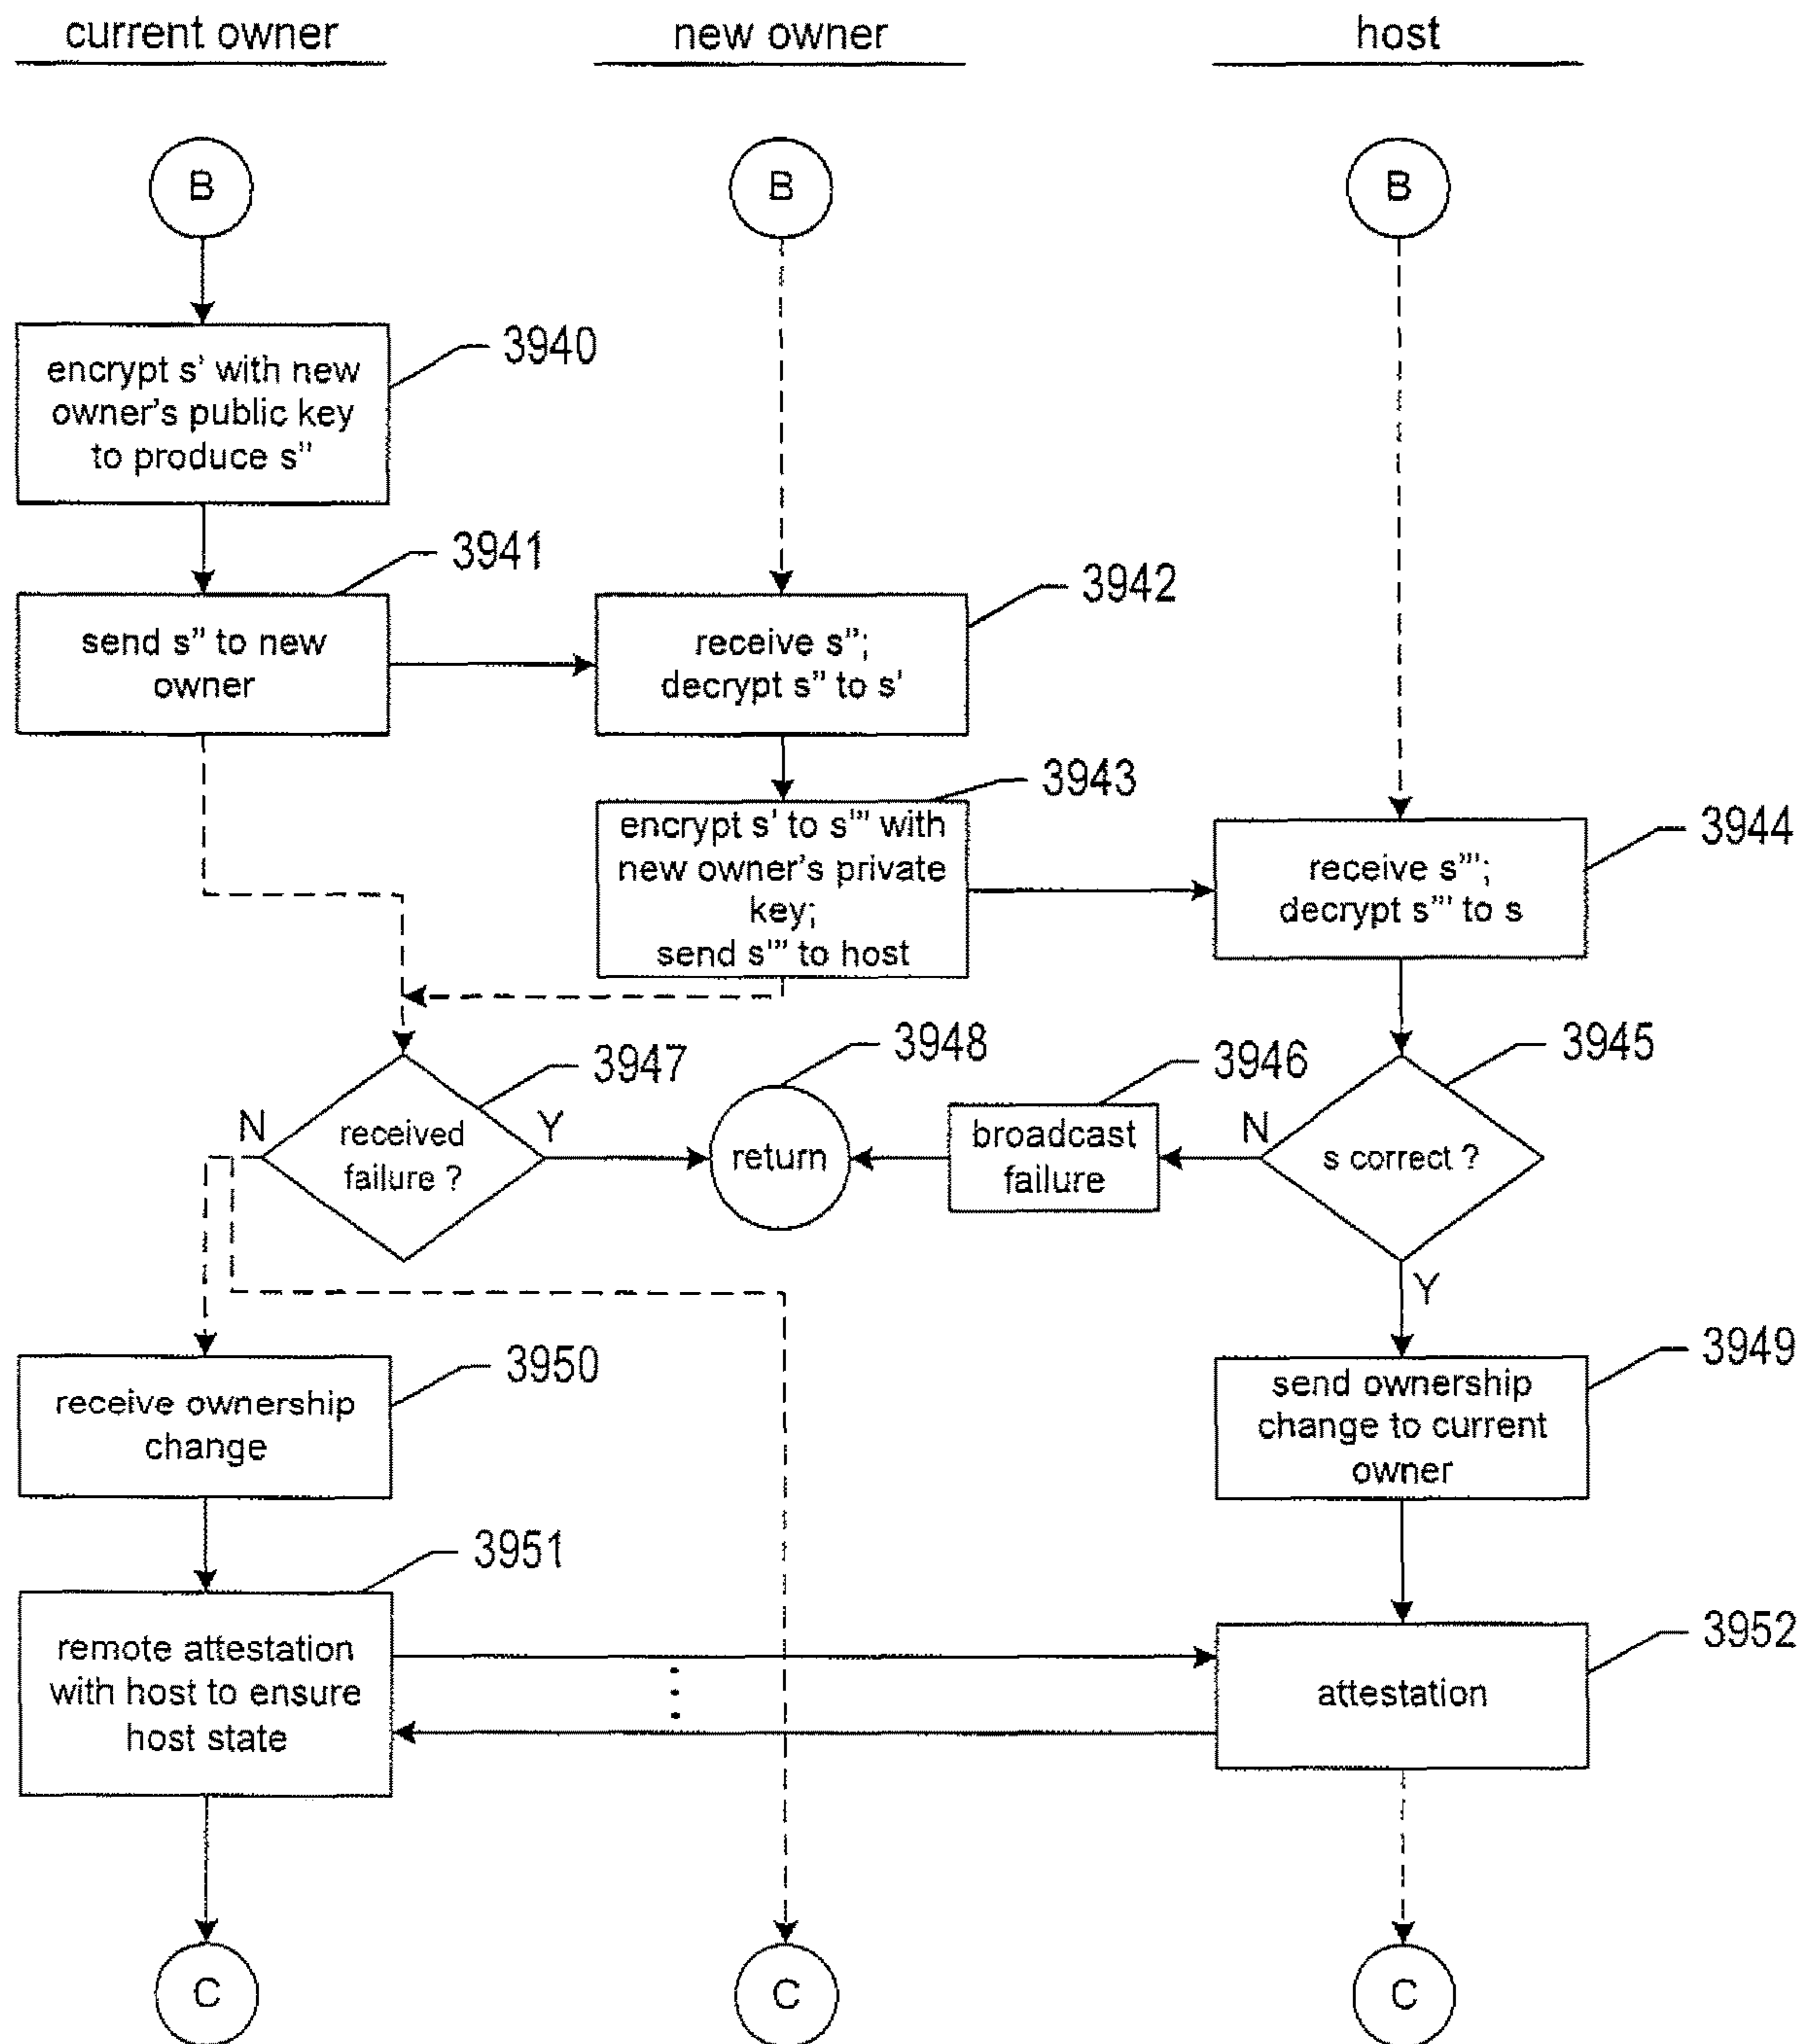 current owner
new owner
host
B
B
B
3940
encrypt s' with new
owner's public key
to produce s''
3941
send s'' to new
owner
3942
receive s'';
decrypt s'' to s'
3943
encrypt s' to s''' with
new owner's private
key;
send s''' to host
3944
receive s''';
decrypt s''' to s
3947
received
failure ?
N
Y
3948
return
3946
broadcast
failure
3945
s correct ?
N
Y
3950
receive ownership
change
3949
send ownership
change to current
owner
3951
remote attestation
with host to ensure
host state
3952
attestation
C
C
C